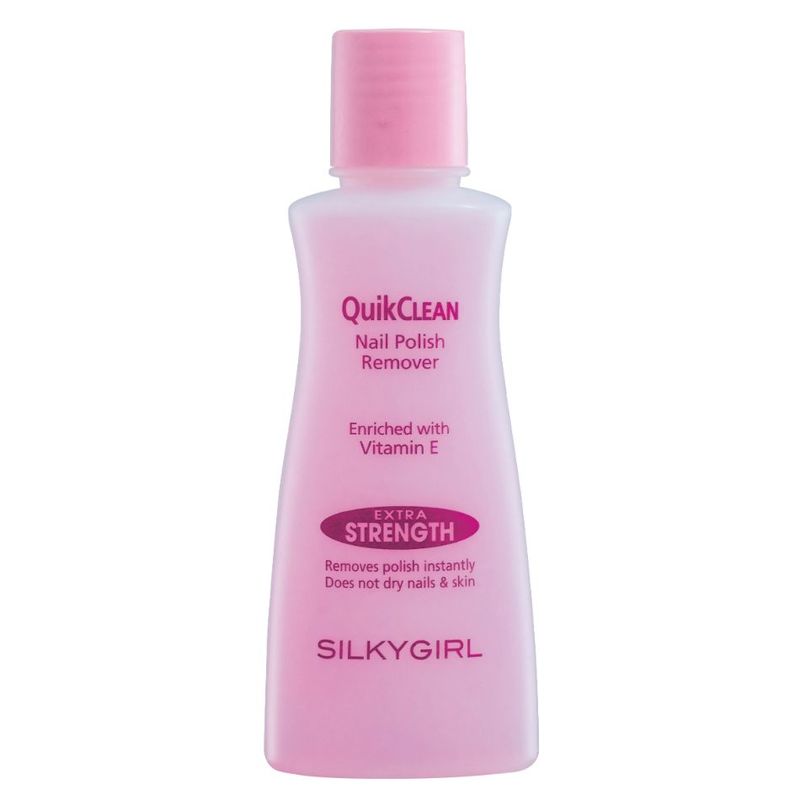 QuikCLEAN
Nail Polish
Remover
Enriched with
Vitamin E
EXTRA
STRENGTH
Removes polish instantly
Does not dry nails & skin
SILKYGIRL